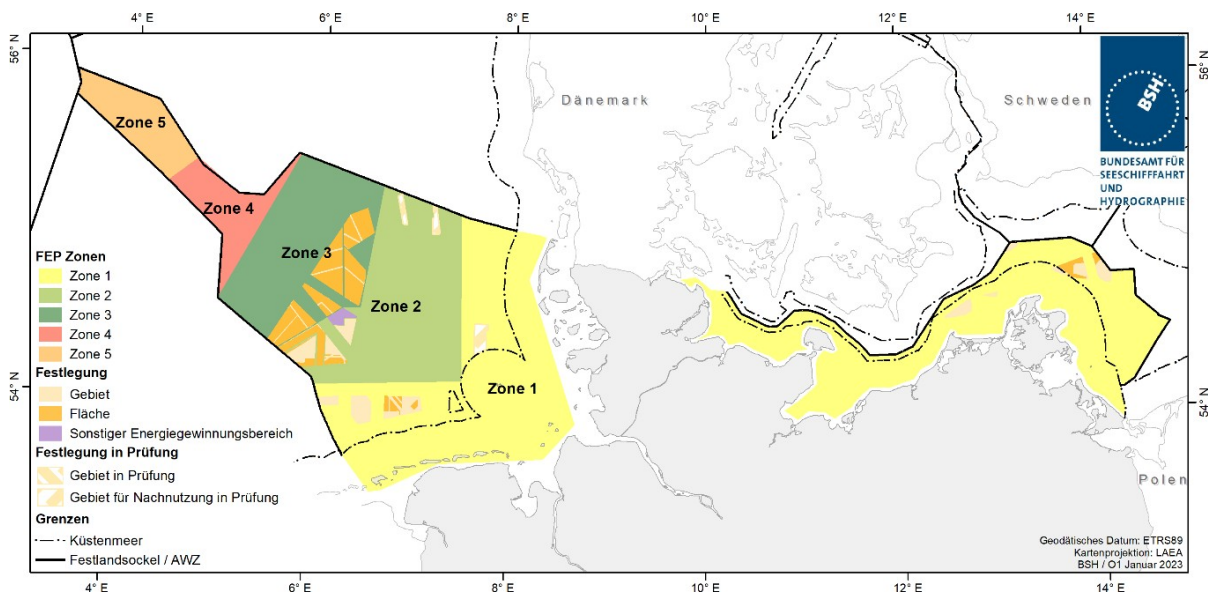 4° E
6° E
8° E
10° E
12° E
14° E
56° N
56° N
Dänemark
Schweden
BSH
BUNDESAMT FÜR
SEESCHIFFFAHRT
UND
HYDROGRAPHIE
Zone 5
Zone 4
Zone 3
Zone 2
Zone 1
FEP Zonen
Zone 1
Zone 2
Zone 3
Zone 4
Zone 5
Festlegung
Gebiet
Fläche
Sonstiger Energiegewinnungsbereich
Festlegung in Prüfung
Gebiet in Prüfung
Gebiet für Nachnutzung in Prüfung
Grenzen
Küstenmeer
Festlandsockel / AWZ
54° N
54° N
Polen
Geodätisches Datum: ETRS89
Kartenprojektion: LAEA
BSH / O1 Januar 2023
4° E
6° E
8° E
10° E
12° E
14° E